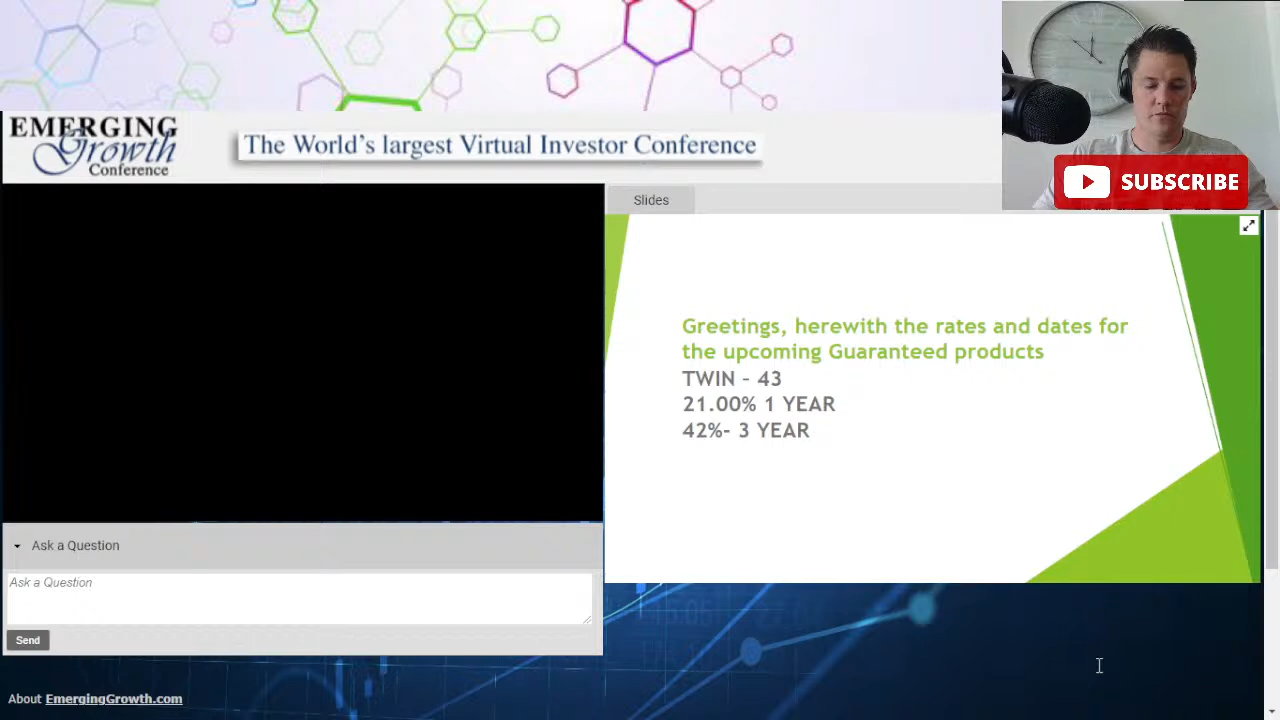 EMERGING
Growth
Conference
The World's largest Virtual Investor Conference
SUBSCRIBE
Slides
Greetings, herewith the rates and dates for
the upcoming Guaranteed products
TWIN – 43
21.00% 1 YEAR
42%- 3 YEAR
Ask a Question
Ask a Question
Send
About EmergingGrowth.com